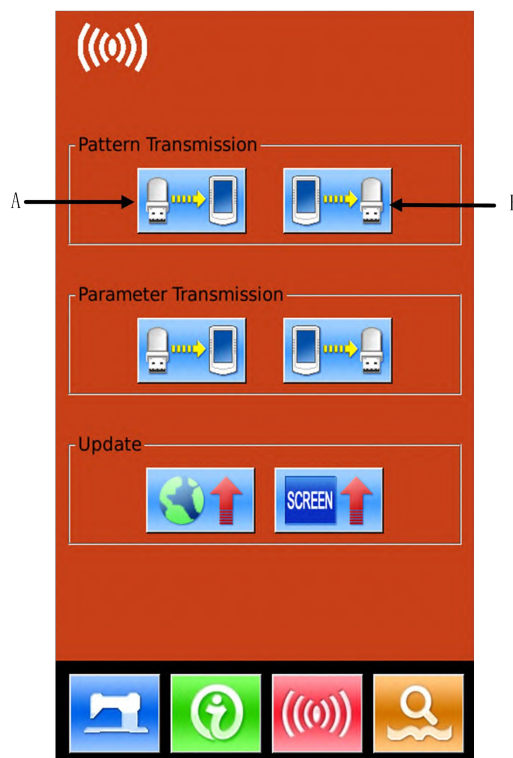 Pattern Transmission
A
Parameter Transmission
Update
SCREEN